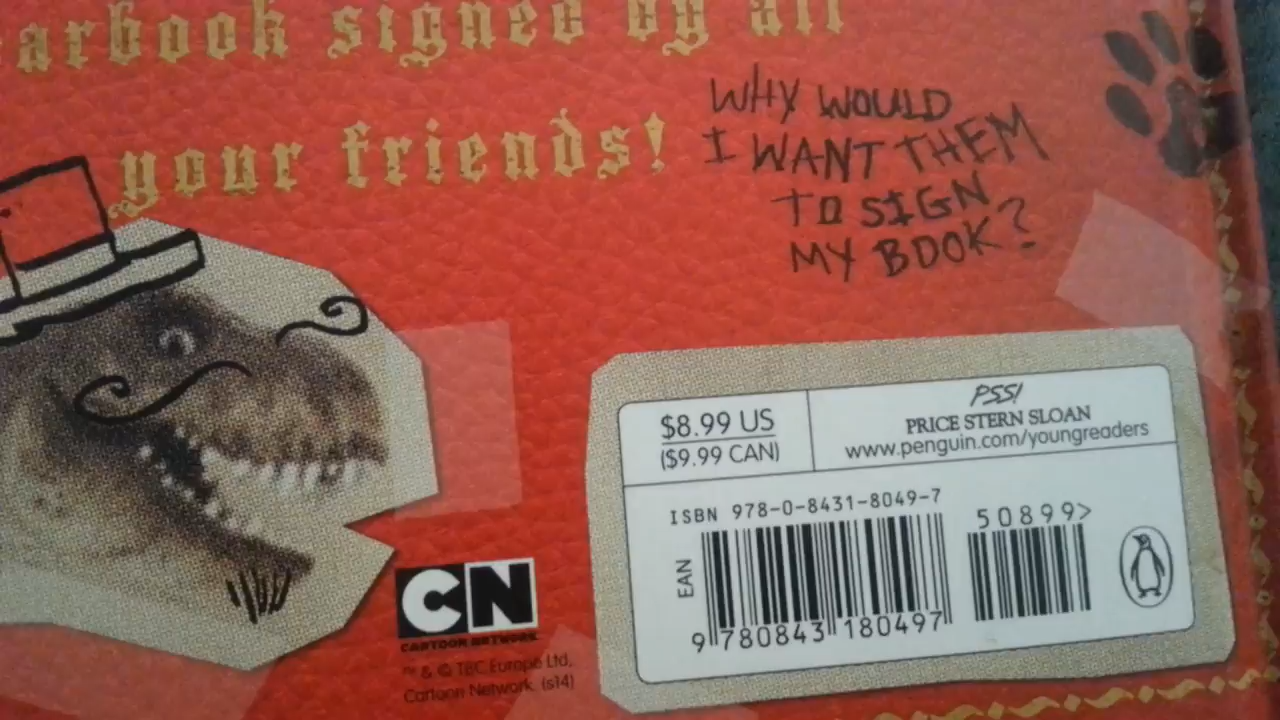 arbook signed by all
your friends!
WHY WOULD
I WANT THEM
TO SIGN
MY BOOK?
$8.99 US
($9.99 CAN)
PSS!
PRICE STERN SLOAN
www.penguin.com/youngreaders
ISBN 978-0-8431-8049-7
50899>
EAN
9 780843 180497
CN
CARTOON NETWORK
™ & © TBC Europe Ltd,
Cartoon Network. (s14)